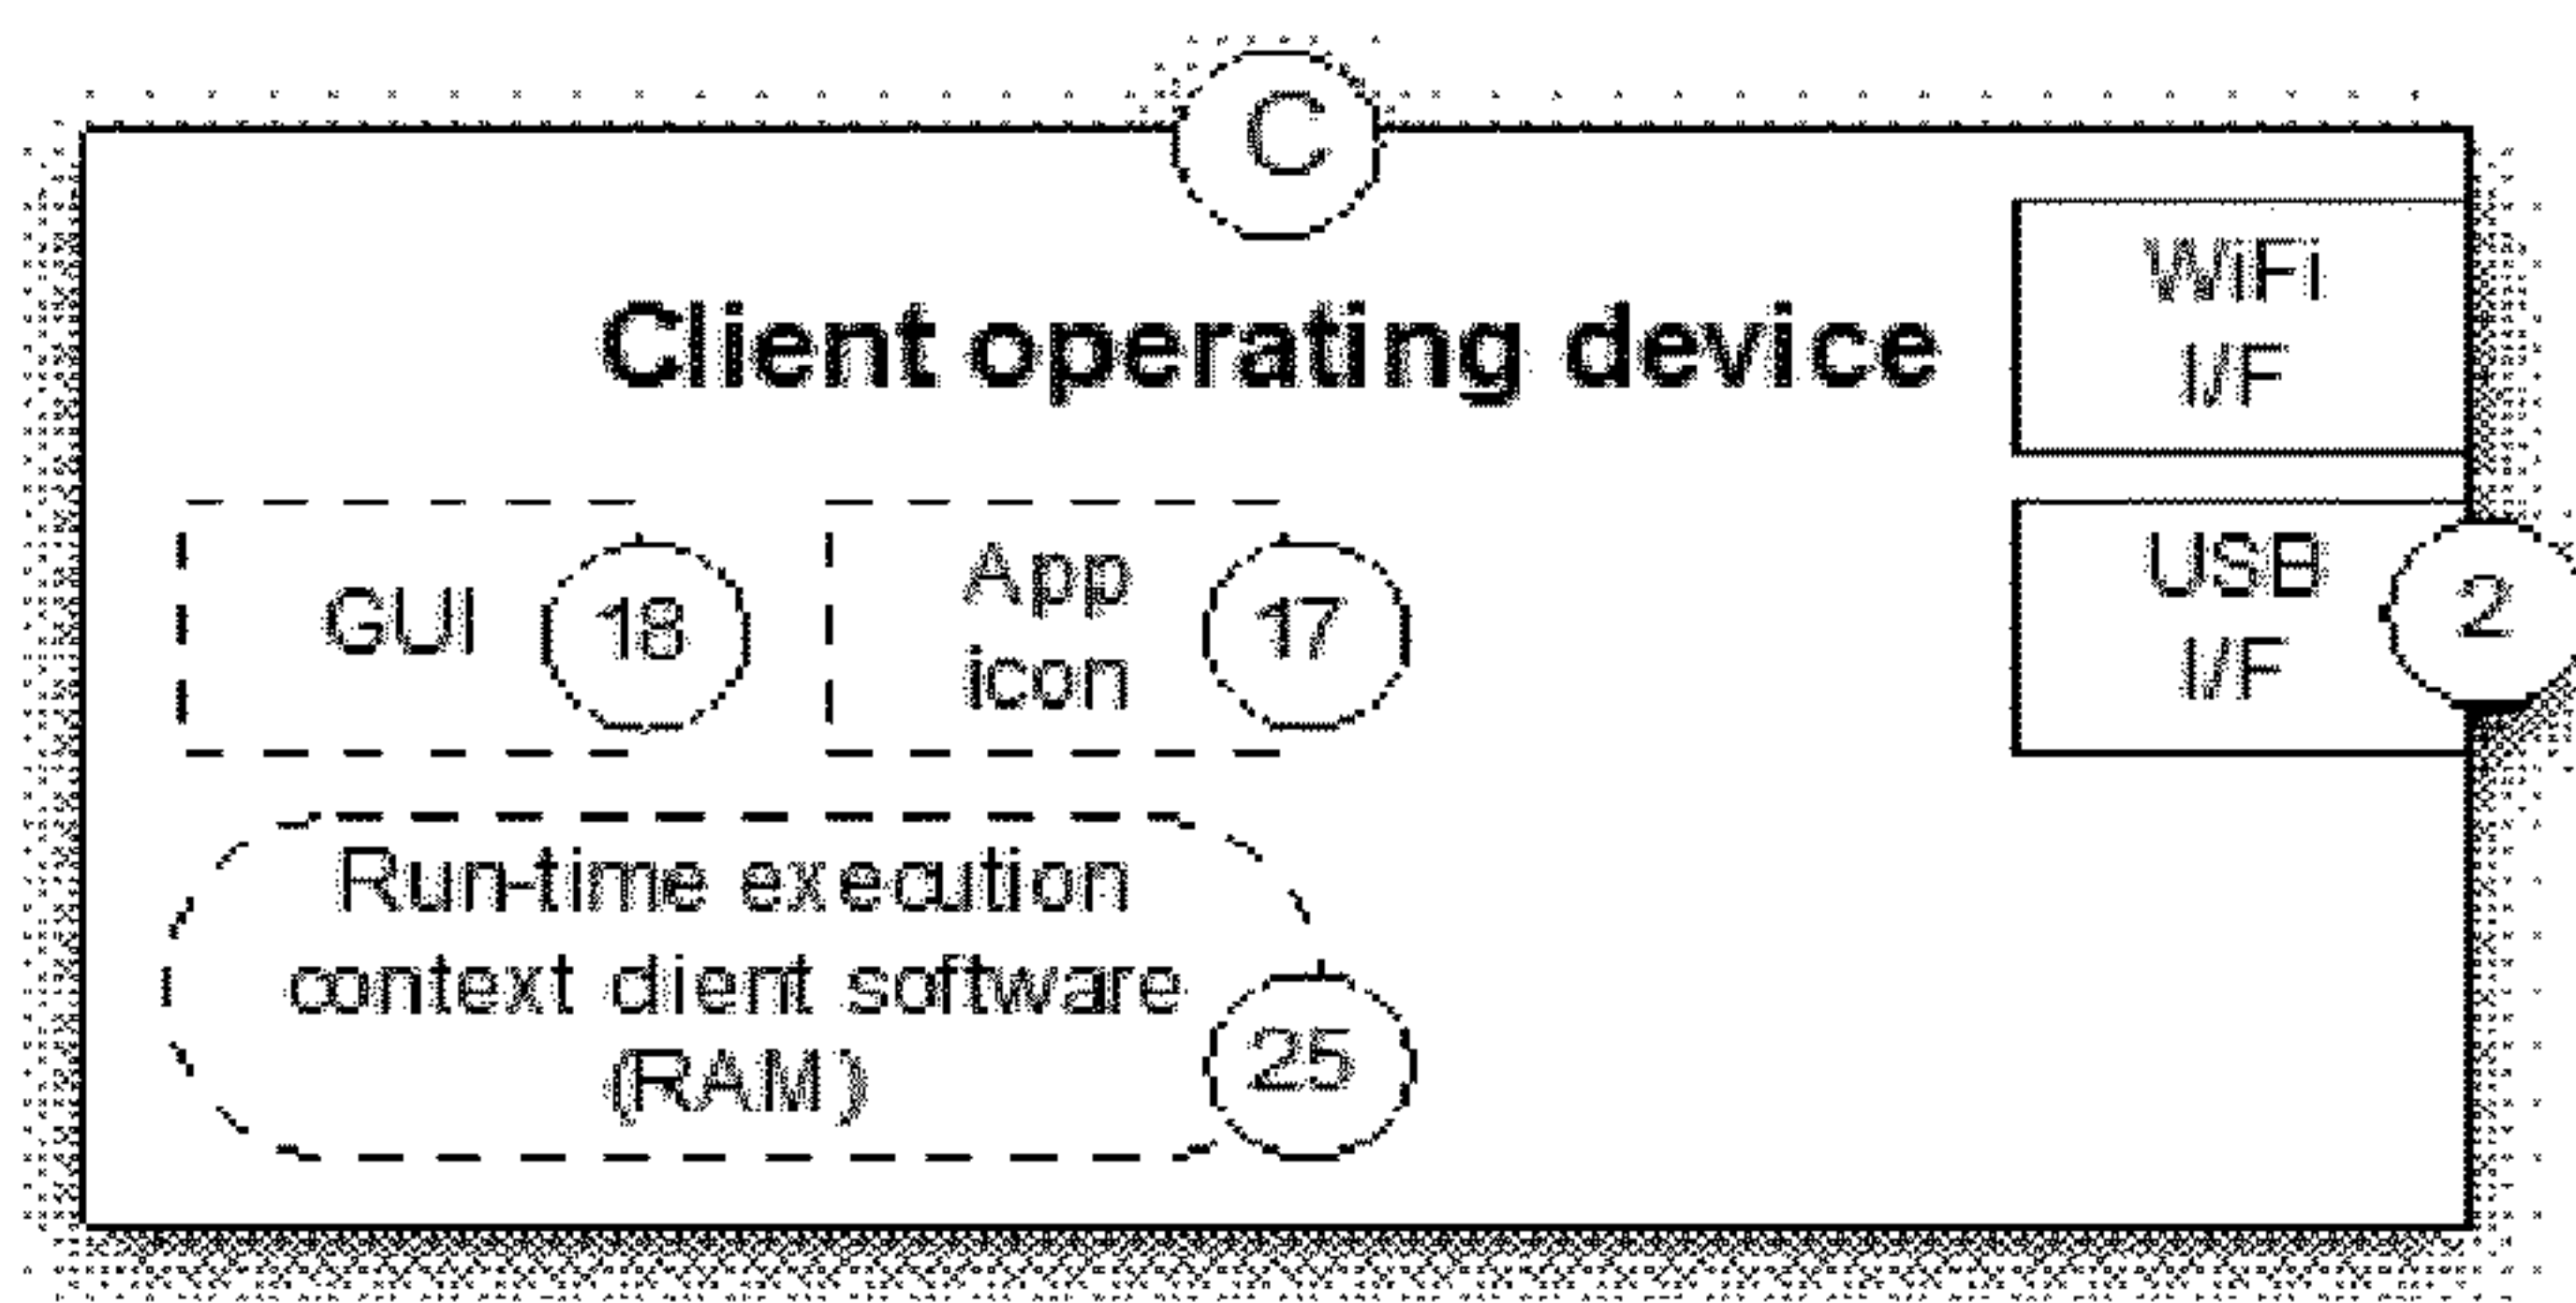 C
Client operating device
WiFi
I/F
GUI
18
App
icon
17
USB
I/F
2
Run-time execution
context client software
(RAM)
25